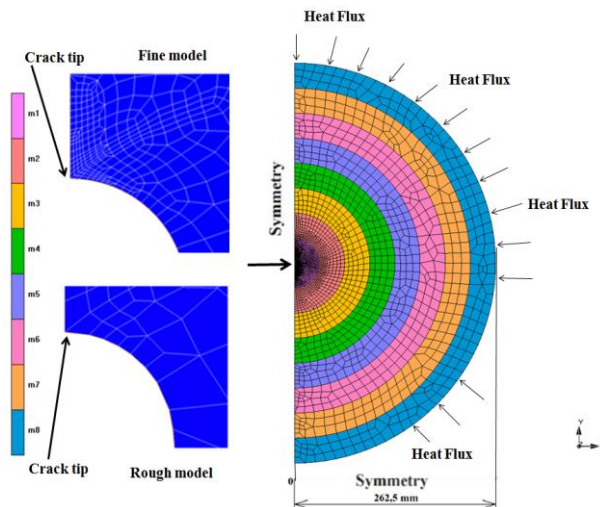 Heat Flux
Crack tip
Fine model
Heat Flux
m1
m2
m3
m4
m5
m6
m7
m8
Symmetry
Heat Flux
Crack tip
Rough model
Heat Flux
0
Symmetry
262,5 mm
Y
Z
X